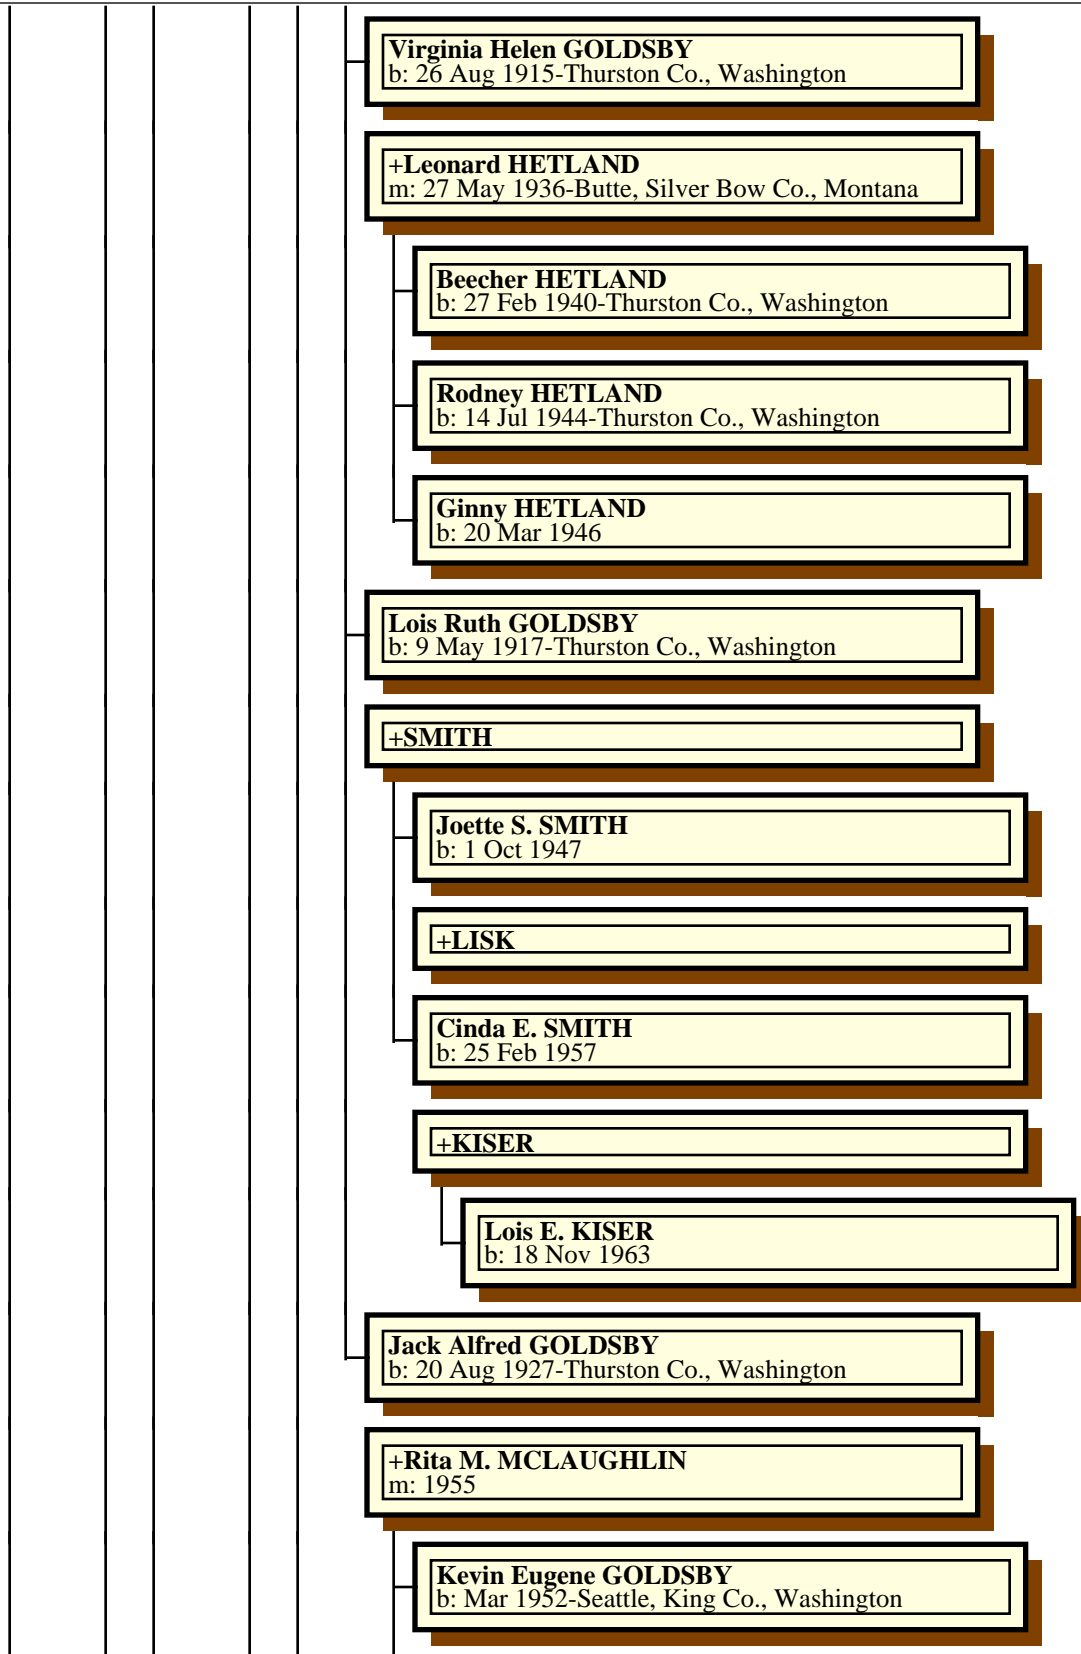 Virginia Helen GOLDSBY
b: 26 Aug 1915-Thurston Co., Washington
+Leonard HETLAND
m: 27 May 1936-Butte, Silver Bow Co., Montana
Beecher HETLAND
b: 27 Feb 1940-Thurston Co., Washington
Rodney HETLAND
b: 14 Jul 1944-Thurston Co., Washington
Ginny HETLAND
b: 20 Mar 1946
Lois Ruth GOLDSBY
b: 9 May 1917-Thurston Co., Washington
+SMITH
Joette S. SMITH
b: 1 Oct 1947
+LISK
Cinda E. SMITH
b: 25 Feb 1957
+KISER
Lois E. KISER
b: 18 Nov 1963
Jack Alfred GOLDSBY
b: 20 Aug 1927-Thurston Co., Washington
+Rita M. MCLAUGHLIN
m: 1955
Kevin Eugene GOLDSBY
b: Mar 1952-Seattle, King Co., Washington